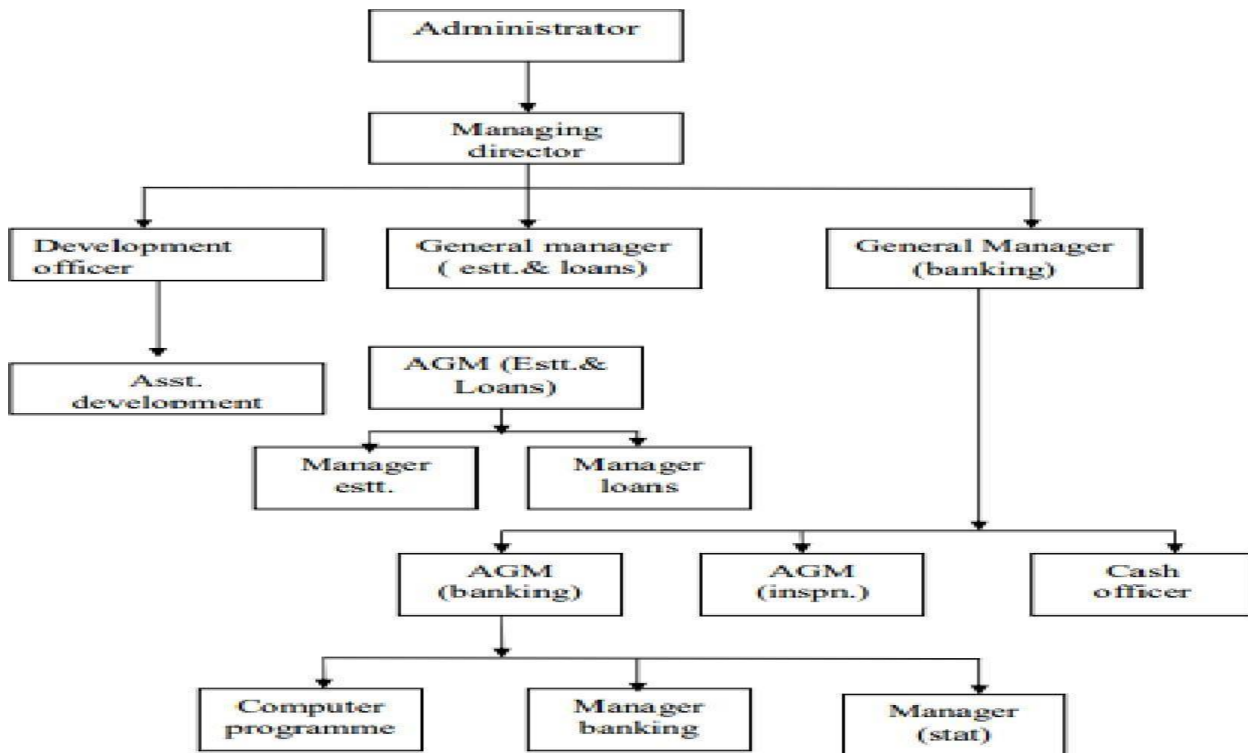 Administrator
Managing
director
Development
officer
General manager
( estt.& loans)
General Manager
(banking)
Asst.
development
AGM (Estt.&
Loans)
Manager
estt.
Manager
loans
AGM
(banking)
AGM
(inspn.)
Cash
officer
Computer
programme
Manager
banking
Manager
(stat)